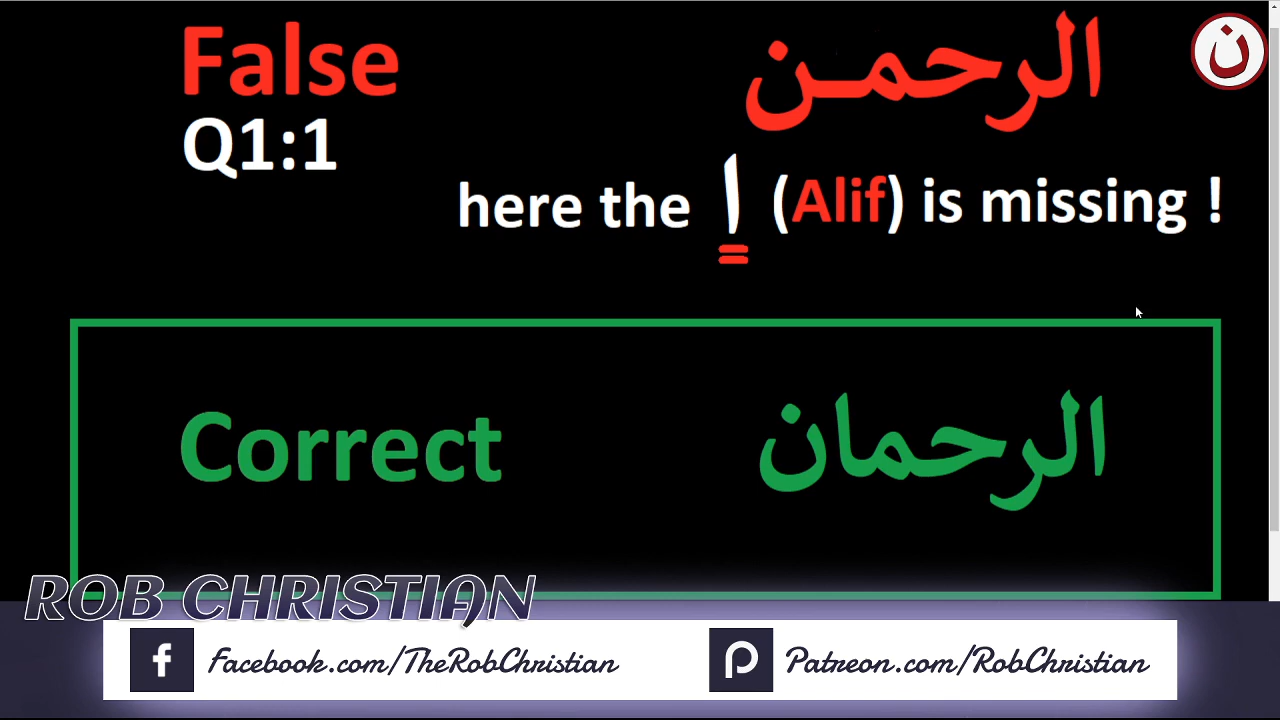 False الرحمـن
Q1:1
here the ا (Alif) is missing !
Correct الرحمان
ROB CHRISTIAN
Facebook.com/TheRobChristian
Patreon.com/RobChristian
ن